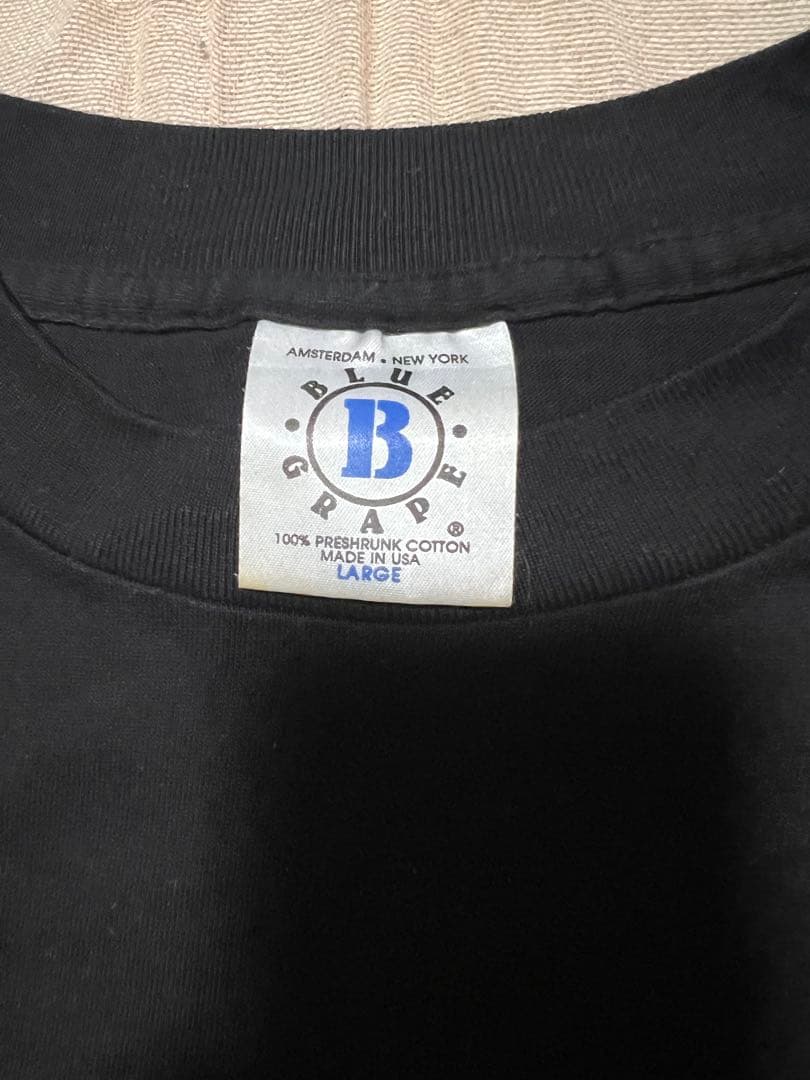 AMSTERDAM • NEW YORK
BLUE
B
GRAPE ®
100% PRESHRUNK COTTON
MADE IN USA
LARGE